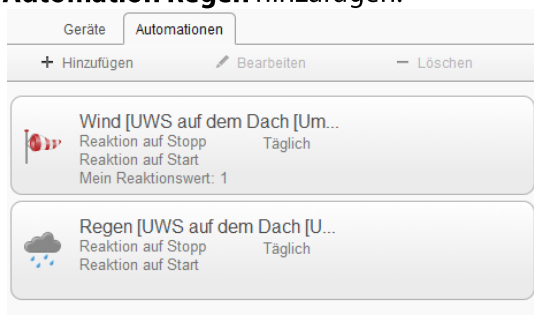 Automation Regen hinzufügen.
Geräte Automationen
+ Hinzufügen Bearbeiten − Löschen
Wind [UWS auf dem Dach [Um...
Reaktion auf Stopp Täglich
Reaktion auf Start
Mein Reaktionswert: 1
Regen [UWS auf dem Dach [U...
Reaktion auf Stopp Täglich
Reaktion auf Start